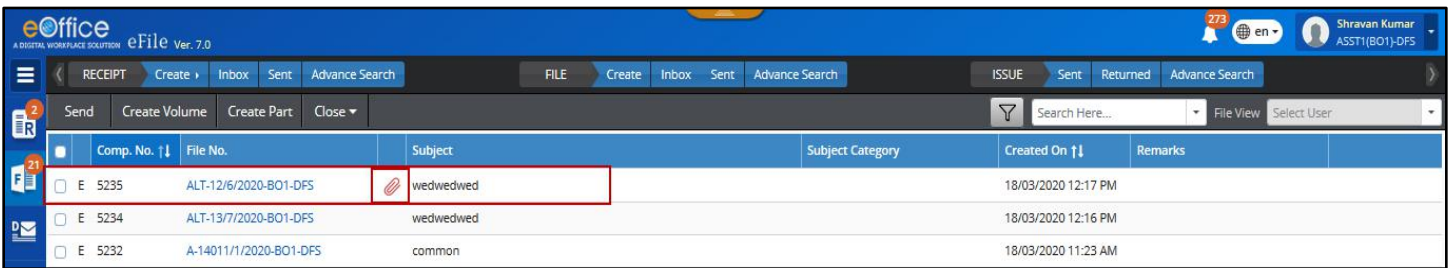 eOffice
A DIGITAL WORKPLACE SOLUTION eFile Ver. 7.0
273
en
Shravan Kumar
ASST1(BO1)-DFS
RECEIPT Create Inbox Sent Advance Search FILE Create Inbox Sent Advance Search ISSUE Sent Returned Advance Search
2
R
Send Create Volume Create Part Close Search Here... File View Select User
Comp. No. File No. Subject Subject Category Created On Remarks
21
F
E 5235 ALT-12/6/2020-BO1-DFS wedwedwed 18/03/2020 12:17 PM
E 5234 ALT-13/7/2020-BO1-DFS wedwedwed 18/03/2020 12:16 PM
D
E 5232 A-14011/1/2020-BO1-DFS common 18/03/2020 11:23 AM